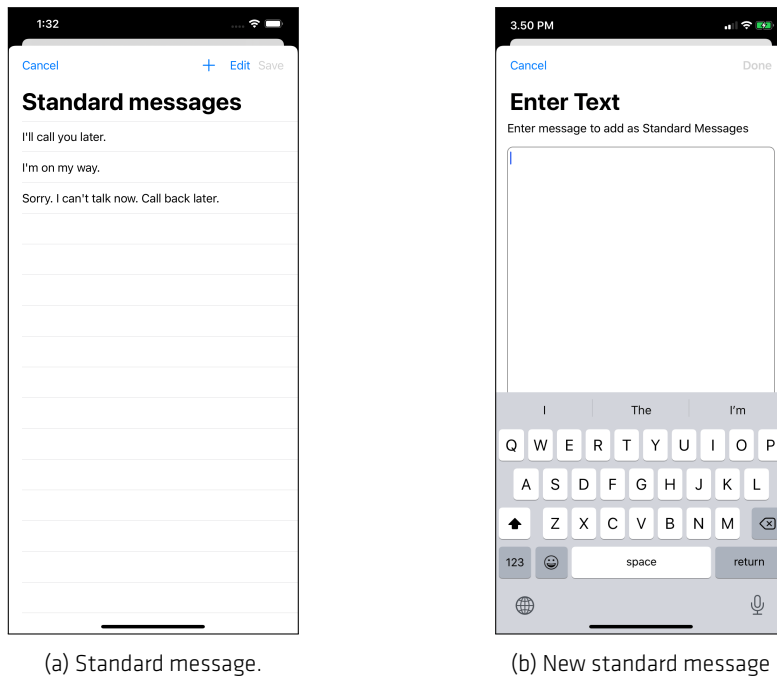 1:32
Cancel + Edit Save
Standard messages
I'll call you later.
I'm on my way.
Sorry. I can't talk now. Call back later.
(a) Standard message.
3.50 PM
Cancel Done
Enter Text
Enter message to add as Standard Messages
I The I'm
Q W E R T Y U I O P
A S D F G H J K L
Z X C V B N M
123 space return
(b) New standard message